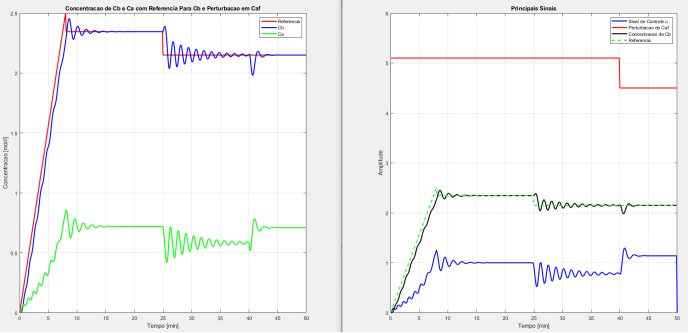 Concentracao de Cb e Ca com Referencia Para Cb e Perturbacao em Caf
Referencia
Cb
Ca
Concentracao [mol/l]
2.5
2
1.5
1
0.5
0
0 5 10 15 20 25 30 35 40 45 50
Tempo [min]
Principais Sinais
Sinal de Controle u
Perturbacao de Caf
Concentracao de Cb
Referencia
Amplitude
6
5
4
3
2
1
0
0 5 10 15 20 25 30 35 40 45 50
Tempo [min]